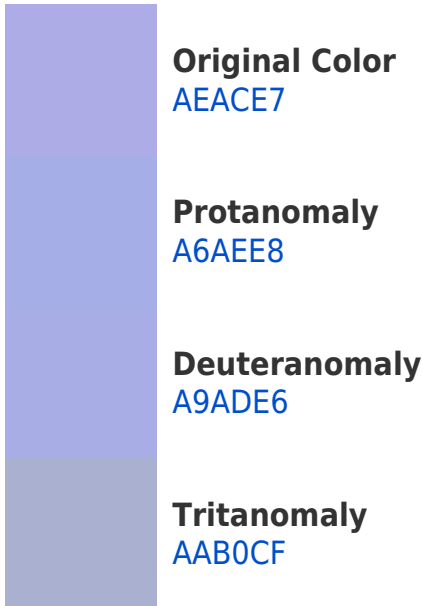 Original Color
AEACE7
Protanomaly
A6AEE8
Deuteranomaly
A9ADE6
Tritanomaly
AAB0CF